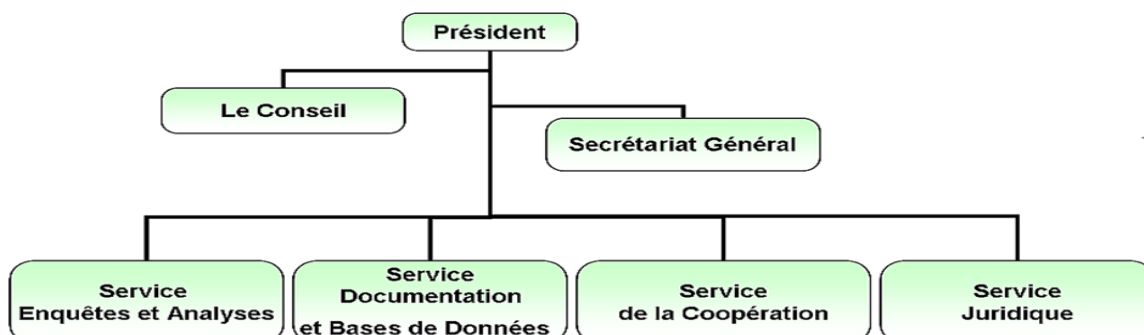 Président
Le Conseil
Secrétariat Général
Service
Enquêtes et Analyses
Service
Documentation
et Bases de Données
Service
de la Coopération
Service
Juridique